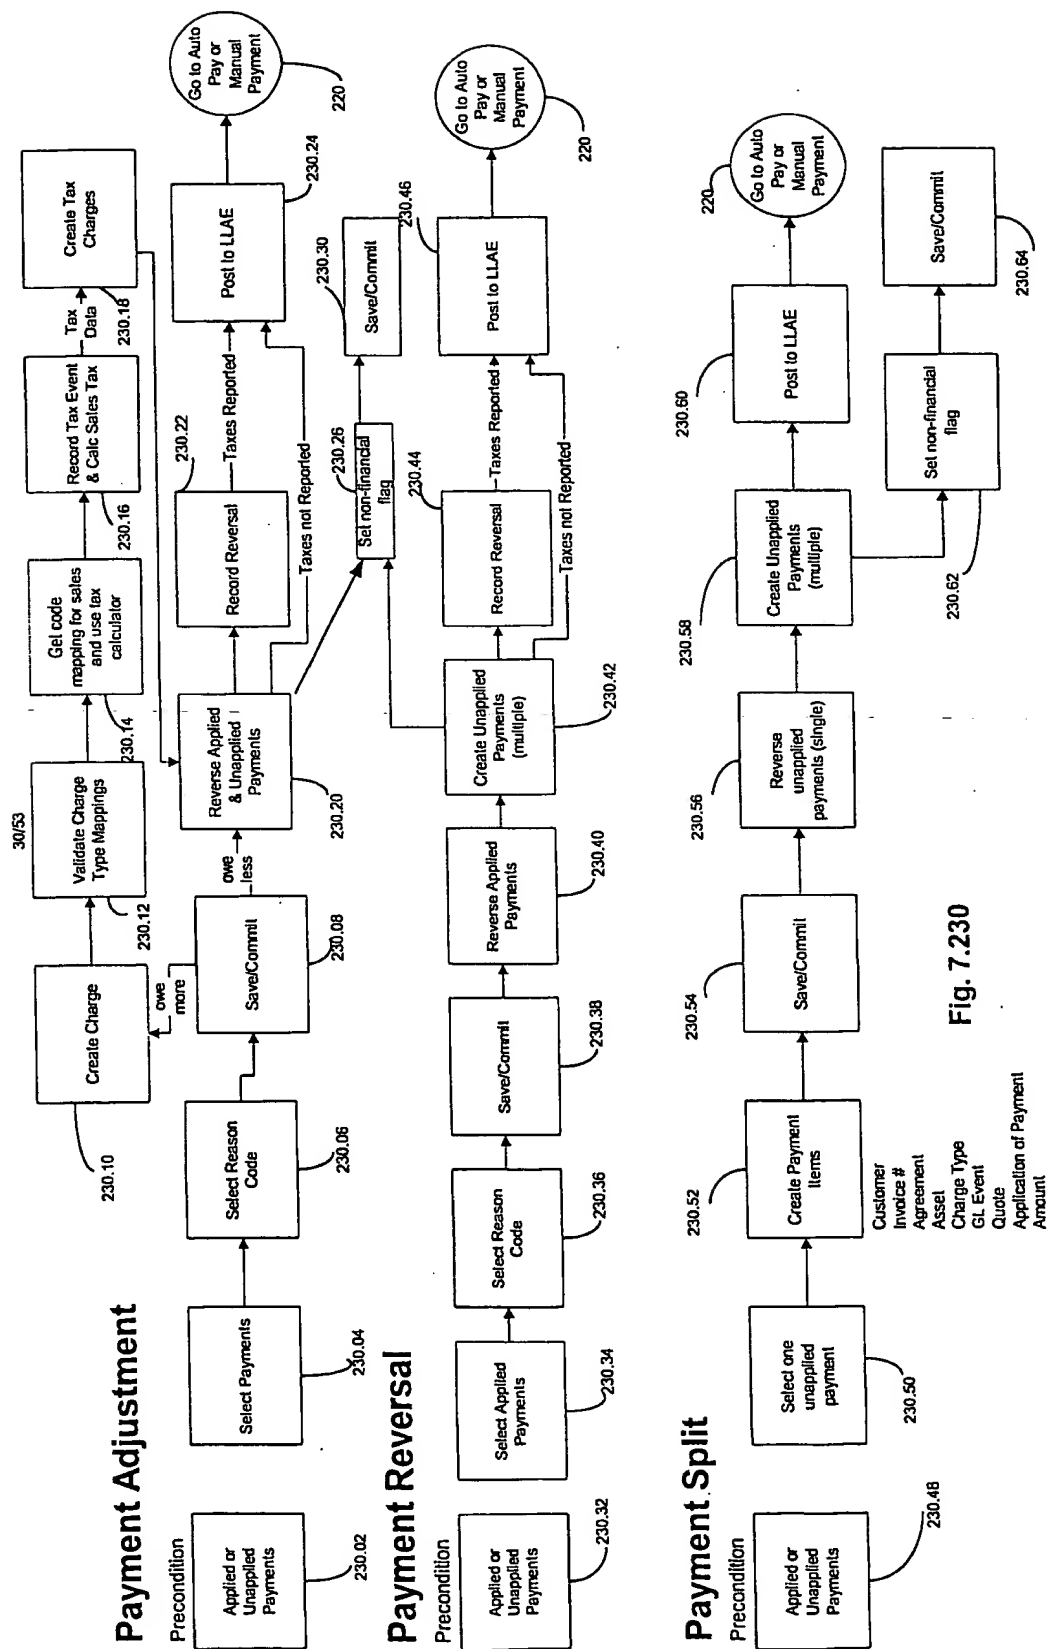 30/53
Payment Adjustment
Precondition
Applied or
Unapplied
Payments
230.02
Select Payments
230.04
Select Reason
Code
230.06
Save/Commit
230.08
owe
more
owe
less
Create Charge
230.10
Validate Charge
Type Mappings
230.12
Get code
mapping for sales
and use tax
calculator
230.14
Record Tax Event
& Calc Sales Tax
230.16
Tax
Data
Create Tax
Charges
230.18
Reverse Applied
& Unapplied
Payments
230.20
Record Reversal
230.22
Taxes Reported
Taxes not Reported
Post to LLAE
230.24
Go to Auto
Pay or
Manual
Payment
220
Set non-financial
flag
230.26
Save/Commit
230.30
Payment Reversal
Precondition
Applied or
Unapplied
Payments
230.32
Select Applied
Payments
230.34
Select Reason
Code
230.36
Save/Commit
230.38
Reverse Applied
Payments
230.40
Create Unapplied
Payments
(multiple)
230.42
Record Reversal
230.44
Taxes Reported
Taxes not Reported
Post to LLAE
230.46
Go to Auto
Pay or
Manual
Payment
220
Payment Split
Precondition
Applied or
Unapplied
Payments
230.48
Select one
unapplied
payment
230.50
Create Payment
Items
230.52
Customer
Invoice #
Agreement
Asset
Charge Type
GL Event
Quote
Application of Payment
Amount
Save/Commit
230.54
Reverse
unapplied
payments (single)
230.56
Create Unapplied
Payments
(multiple)
230.58
Post to LLAE
230.60
Go to Auto
Pay or
Manual
Payment
220
Set non-financial
flag
230.62
Save/Commit
230.64
Fig. 7.230